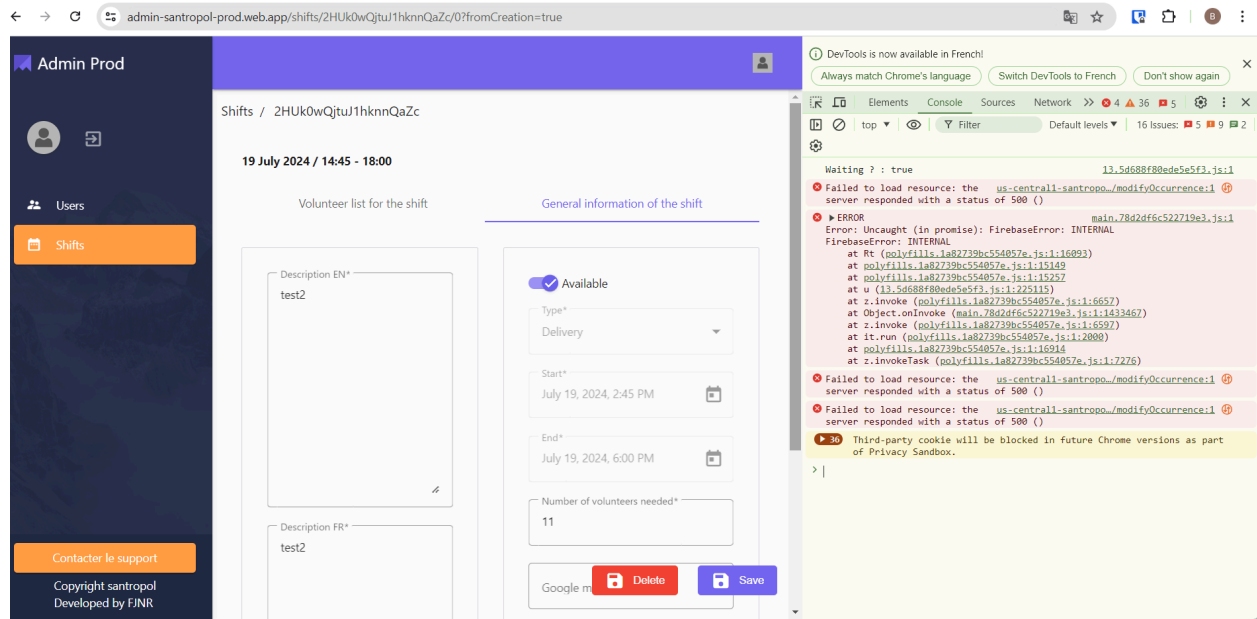 admin-santropol-prod.web.app/shifts/2HUk0wQjtuJ1hknnQaZc/0?fromCreation=true
B
Admin Prod
Users
Shifts
Contacter le support
Copyright santropol
Developed by FJNR
Shifts / 2HUk0wQjtuJ1hknnQaZc
19 July 2024 / 14:45 - 18:00
Volunteer list for the shift
General information of the shift
Description EN*
test2
Description FR*
test2
Available
Type*
Delivery
Start*
July 19, 2024, 2:45 PM
End*
July 19, 2024, 6:00 PM
Number of volunteers needed*
11
Google m
Delete
Save
DevTools is now available in French!
Always match Chrome's language
Switch DevTools to French
Don't show again
Elements Console Sources Network 4 36 5
top Filter Default levels 16 Issues: 5 9 2
Waiting ? : true 13.5d688f80ede5e5f3.js:1
Failed to load resource: the us-central1-santropo…/modifyOccurrence:1
server responded with a status of 500 ()
ERROR main.78d2df6c522719e3.js:1
Error: Uncaught (in promise): FirebaseError: INTERNAL
FirebaseError: INTERNAL
at Rt (polyfills.1a82739bc554057e.js:1:16093)
at polyfills.1a82739bc554057e.js:1:15149
at polyfills.1a82739bc554057e.js:1:15257
at u (13.5d688f80ede5e5f3.js:1:225115)
at z.invoke (polyfills.1a82739bc554057e.js:1:6657)
at Object.onInvoke (main.78d2df6c522719e3.js:1:1433467)
at z.invoke (polyfills.1a82739bc554057e.js:1:6597)
at it.run (polyfills.1a82739bc554057e.js:1:2000)
at polyfills.1a82739bc554057e.js:1:16914
at z.invokeTask (polyfills.1a82739bc554057e.js:1:7276)
Failed to load resource: the us-central1-santropo…/modifyOccurrence:1
server responded with a status of 500 ()
Failed to load resource: the us-central1-santropo…/modifyOccurrence:1
server responded with a status of 500 ()
36 Third-party cookie will be blocked in future Chrome versions as part
of Privacy Sandbox.